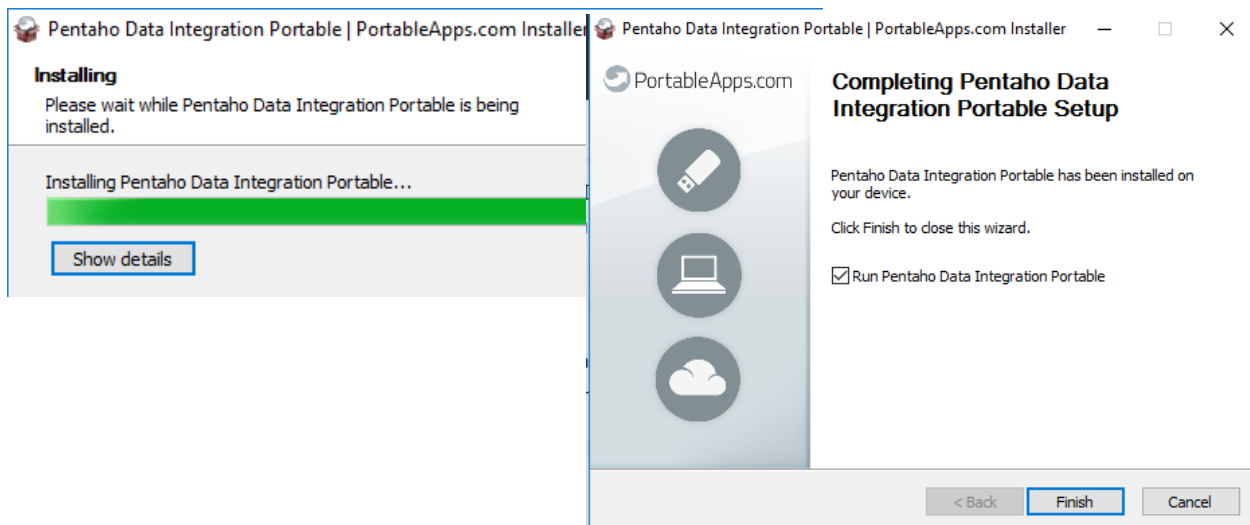 Pentaho Data Integration Portable | PortableApps.com Installer
Installing
Please wait while Pentaho Data Integration Portable is being
installed.
Installing Pentaho Data Integration Portable...
Show details
Pentaho Data Integration Portable | PortableApps.com Installer
PortableApps.com
Completing Pentaho Data
Integration Portable Setup
Pentaho Data Integration Portable has been installed on
your device.
Click Finish to close this wizard.
Run Pentaho Data Integration Portable
< Back
Finish
Cancel